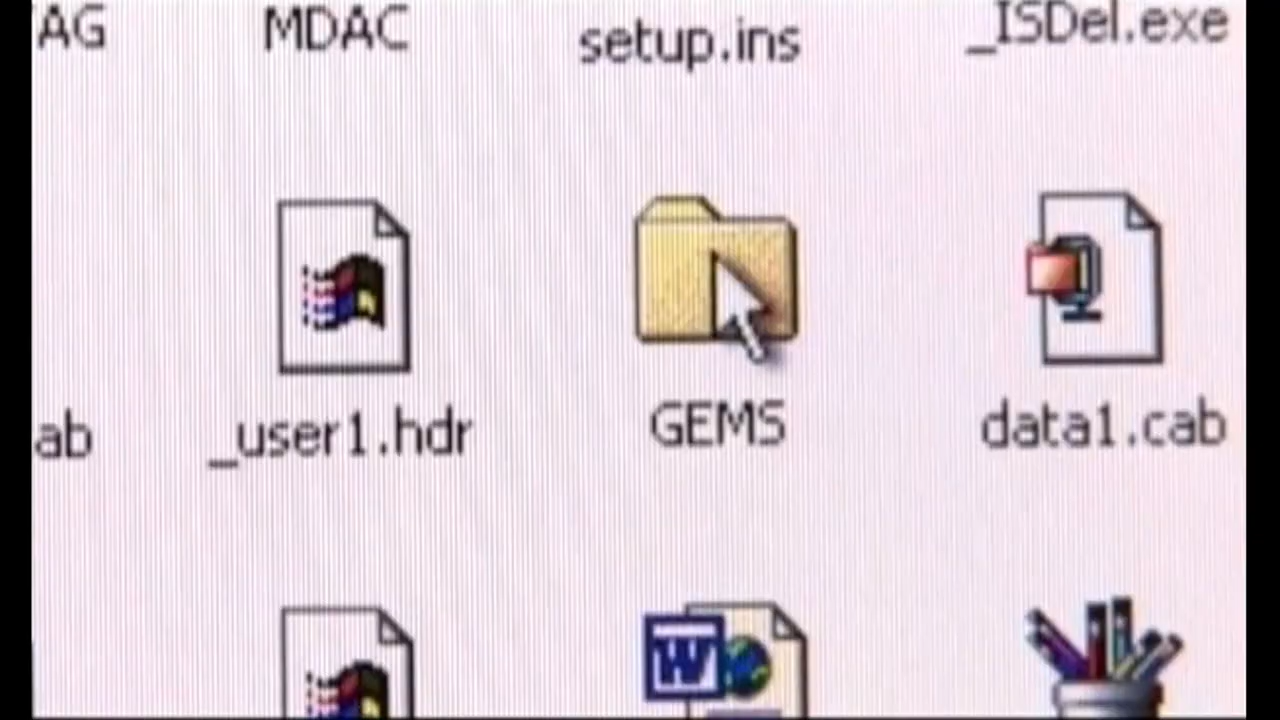 AG MDAC setup.ins _ISDel.exe
ab _user1.hdr GEMS data1.cab
W